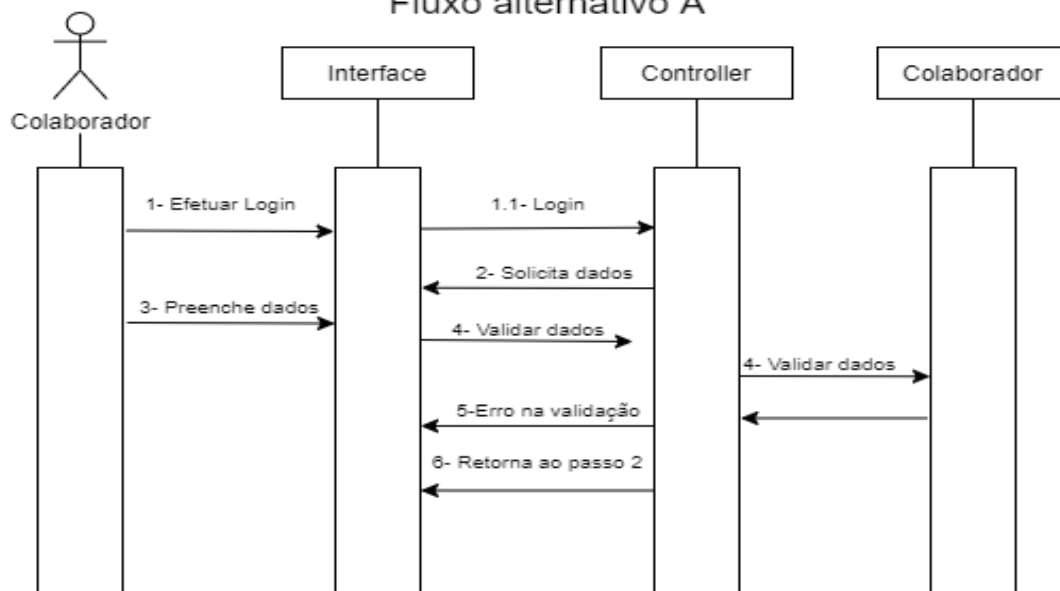 Fluxo alternativo A
Interface
Controller
Colaborador
Colaborador
1- Efetuar Login
1.1- Login
2- Solicita dados
3- Preenche dados
4- Validar dados
4- Validar dados
5-Erro na validação
6- Retorna ao passo 2